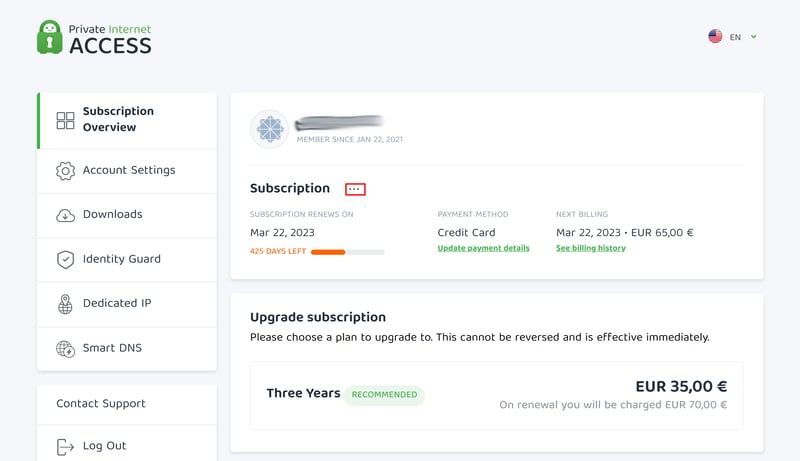 Private Internet
ACCESS
EN
Subscription
Overview
Account Settings
Downloads
Identity Guard
Dedicated IP
Smart DNS
Contact Support
Log Out
MEMBER SINCE JAN 22, 2021
Subscription ...
SUBSCRIPTION RENEWS ON
Mar 22, 2023
425 DAYS LEFT
PAYMENT METHOD
Credit Card
Update payment details
NEXT BILLING
Mar 22, 2023 • EUR 65,00 €
See billing history
Upgrade subscription
Please choose a plan to upgrade to. This cannot be reversed and is effective immediately.
Three Years RECOMMENDED
EUR 35,00 €
On renewal you will be charged EUR 70,00 €